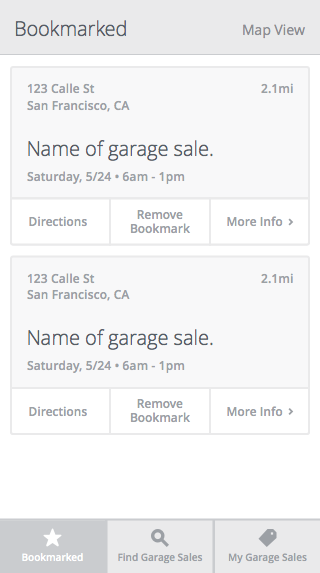 Bookmarked
Map View
123 Calle St
2.1mi
San Francisco, CA
Name of garage sale.
Saturday, 5/24 • 6am - 1pm
Directions
Remove
Bookmark
More Info ›
123 Calle St
2.1mi
San Francisco, CA
Name of garage sale.
Saturday, 5/24 • 6am - 1pm
Directions
Remove
Bookmark
More Info ›
Bookmarked
Find Garage Sales
My Garage Sales